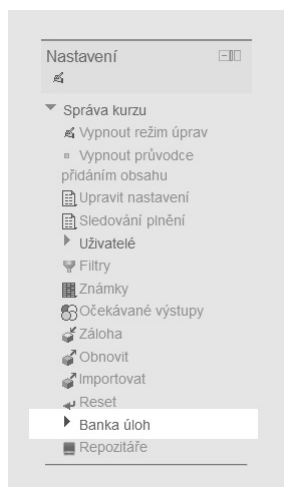 Nastavení
Správa kurzu
Vypnout režim úprav
Vypnout průvodce
přidáním obsahu
Upravit nastavení
Sledování plnění
Uživatelé
Filtry
Známky
Očekávané výstupy
Záloha
Obnovit
Importovat
Reset
Banka úloh
Repozitáře